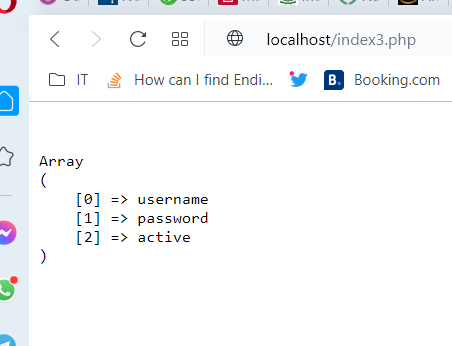 localhost/index3.php
IT How can I find Endi... B. Booking.com
Array
(
[0] => username
[1] => password
[2] => active
)